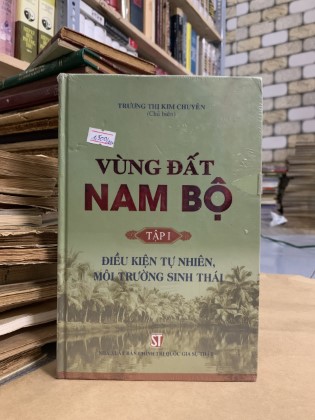 TRƯƠNG THỊ KIM CHUYÊN
(Chủ biên)
VÙNG ĐẤT
NAM BỘ
TẬP I
ĐIỀU KIỆN TỰ NHIÊN,
MÔI TRƯỜNG SINH THÁI
ST
NHÀ XUẤT BẢN CHÍNH TRỊ QUỐC GIA SỰ THẬT